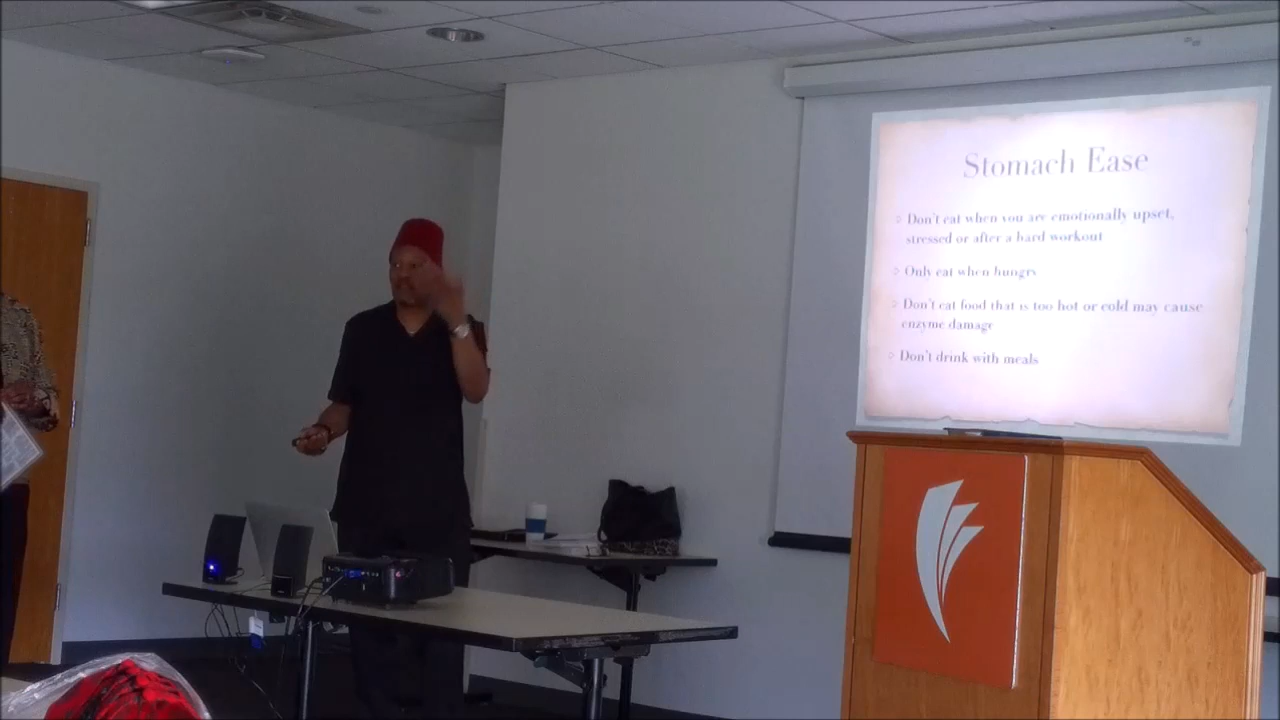 Stomach Ease
Don't eat when you are emotionally upset,
stressed or after a hard workout
Only eat when hungry
Don't eat food that is too hot or cold may cause
enzyme damage
Don't drink with meals